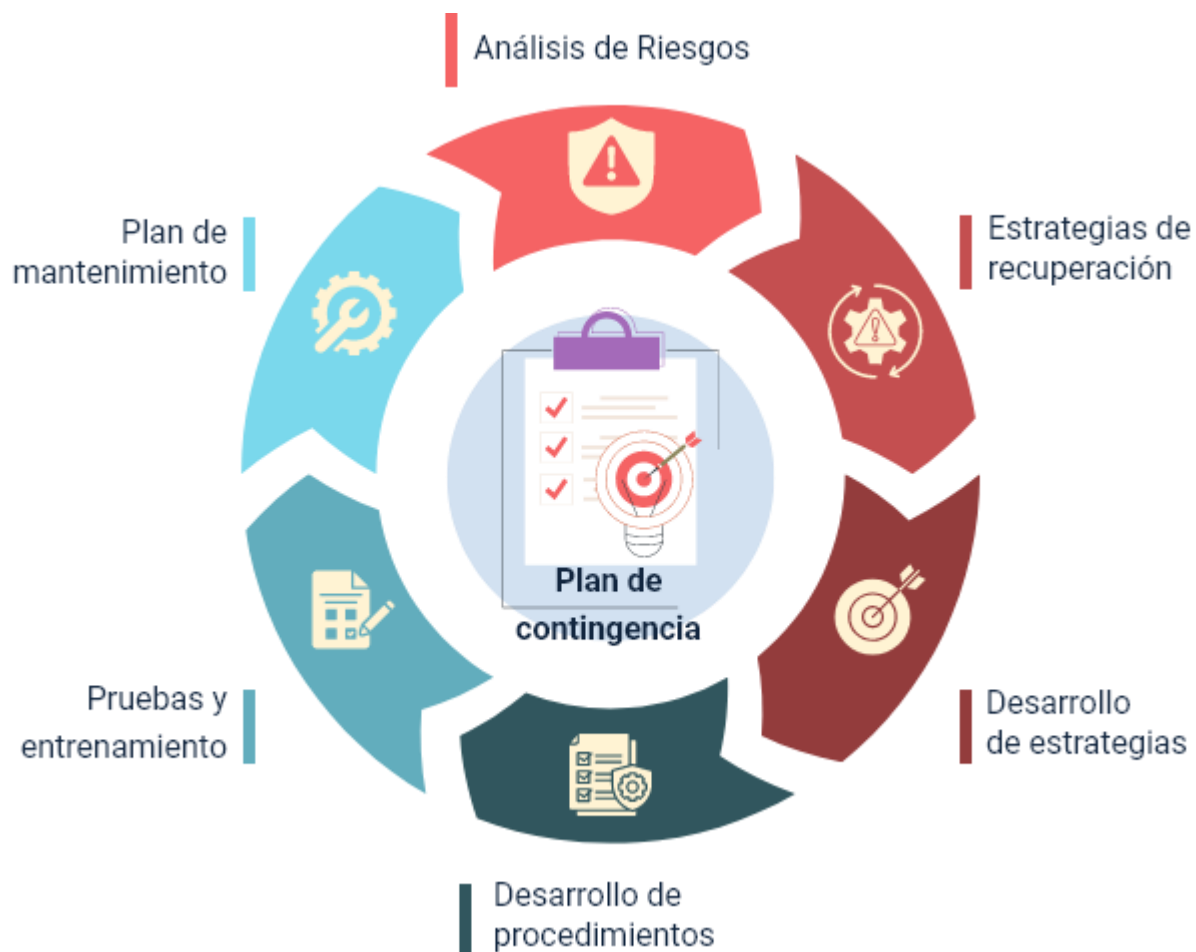 Análisis de Riesgos
Estrategias de
recuperación
Desarrollo
de estrategias
Desarrollo de
procedimientos
Pruebas y
entrenamiento
Plan de
mantenimiento
Plan de
contingencia